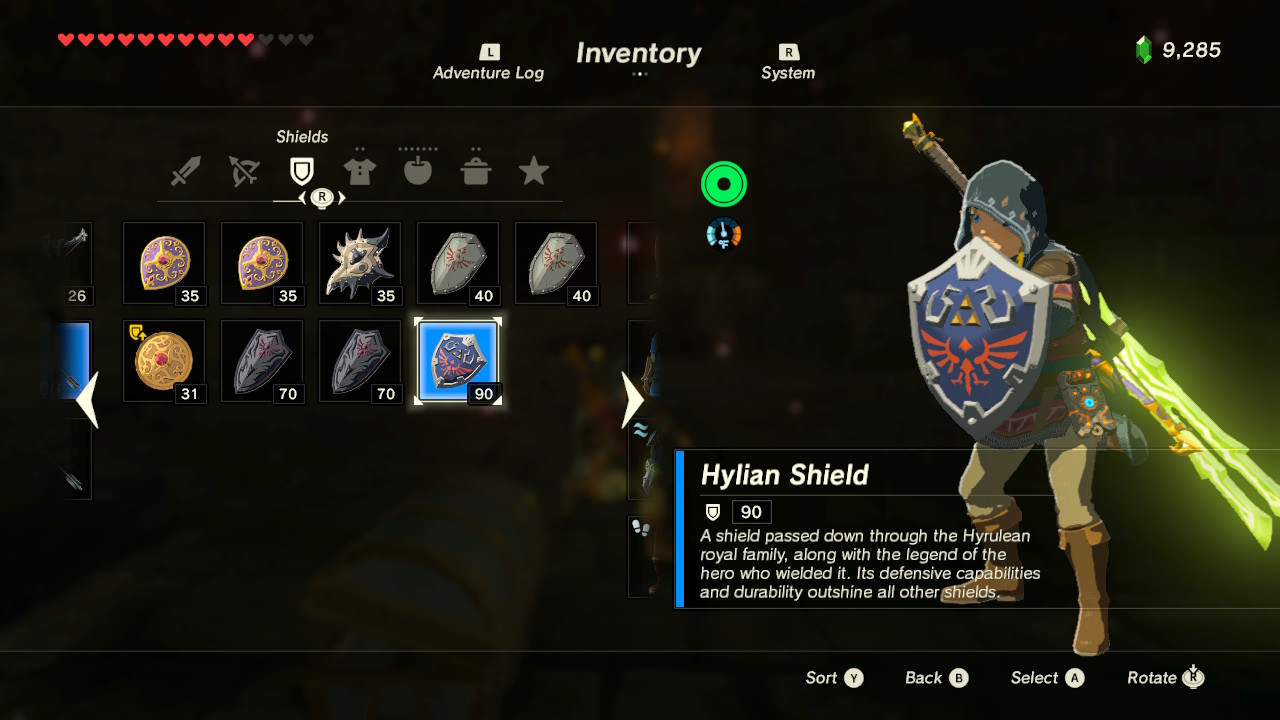 L
Inventory
R
9,285
Adventure Log
System
Shields
R
26
35
35
35
40
40
31
70
70
90
°F
Hylian Shield
90
A shield passed down through the Hyrulean
royal family, along with the legend of the
hero who wielded it. Its defensive capabilities
and durability outshine all other shields.
Sort Y
Back B
Select A
Rotate R